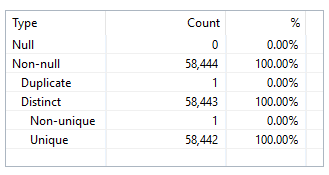 Type Count %
Null 0 0.00%
Non-null 58,444 100.00%
Duplicate 1 0.00%
Distinct 58,443 100.00%
Non-unique 1 0.00%
Unique 58,442 100.00%